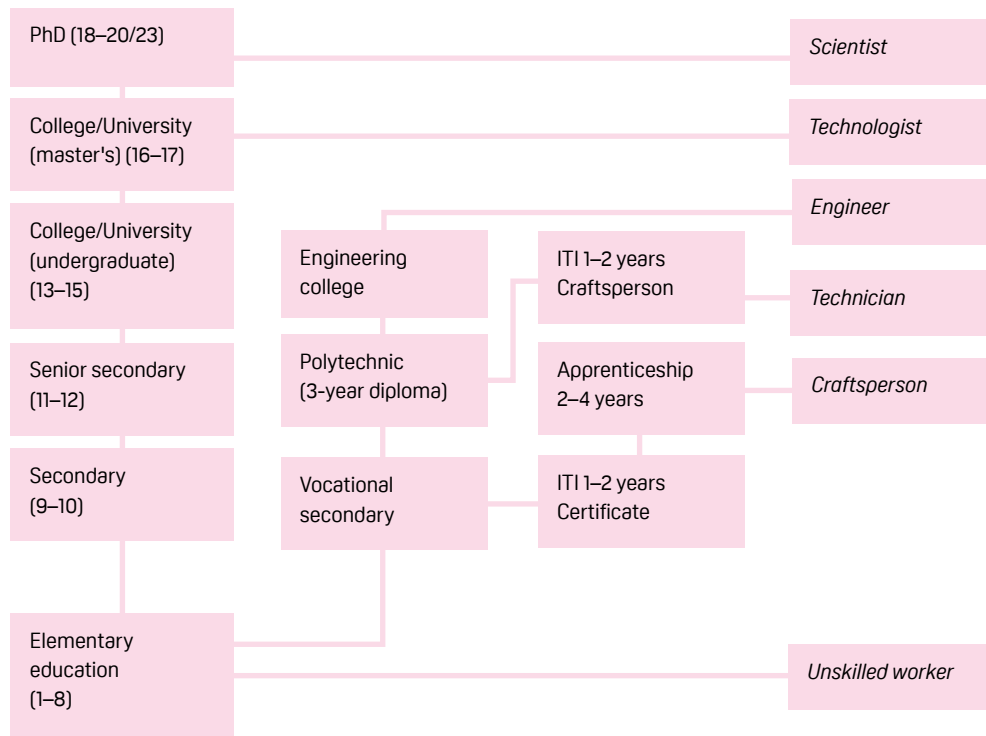 PhD (18–20/23)
Scientist
College/University
(master's) (16–17)
Technologist
College/University
(undergraduate)
(13–15)
Engineering
college
ITI 1–2 years
Craftsperson
Engineer
Technician
Senior secondary
(11–12)
Polytechnic
(3-year diploma)
Apprenticeship
2–4 years
Craftsperson
Secondary
(9–10)
Vocational
secondary
ITI 1–2 years
Certificate
Elementary
education
(1–8)
Unskilled worker